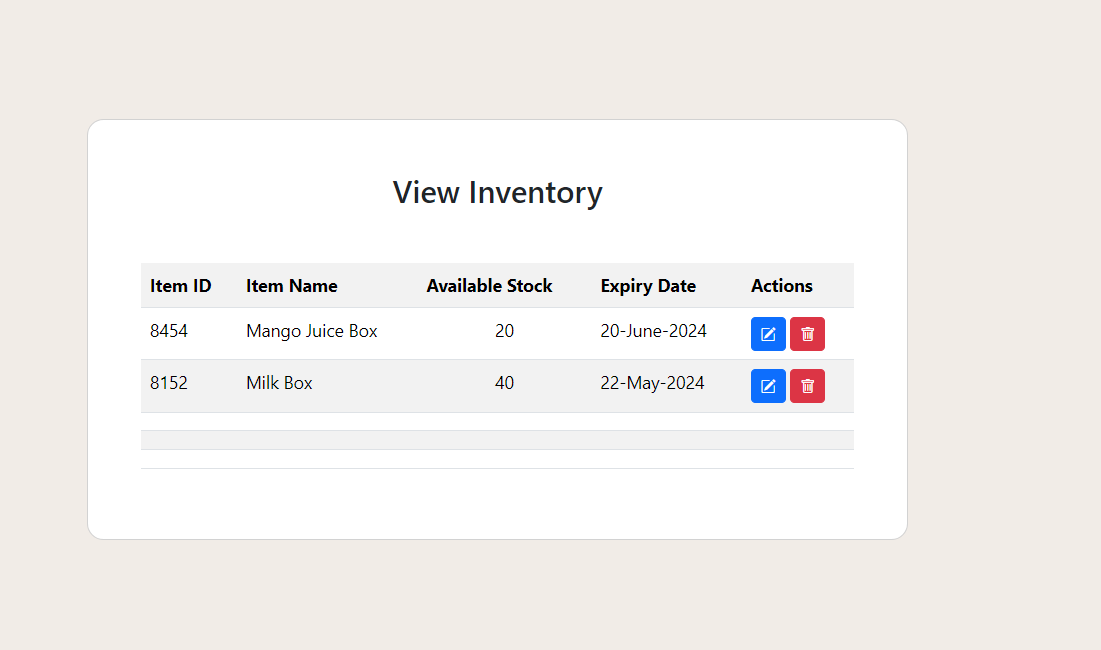 View Inventory
Item ID Item Name Available Stock Expiry Date Actions
8454 Mango Juice Box 20 20-June-2024
8152 Milk Box 40 22-May-2024